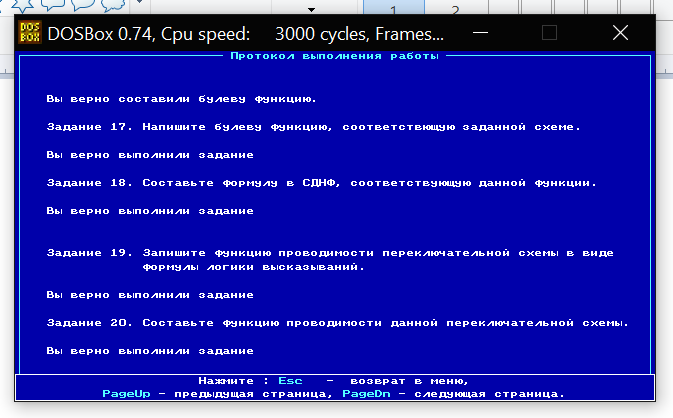 1
2
DOS
BOX
DOSBox 0.74, Cpu speed: 3000 cycles, Frames...
Протокол выполнения работы
Вы верно составили булеву функцию.
Задание 17. Напишите булеву функцию, соответствующую заданной схеме.
Вы верно выполнили задание
Задание 18. Составьте формулу в СДНФ, соответствующую данной функции.
Вы верно выполнили задание
Задание 19. Запишите функцию проводимости переключательной схемы в виде
формулы логики высказываний.
Вы верно выполнили задание
Задание 20. Составьте функцию проводимости данной переключательной схемы.
Вы верно выполнили задание
Нажмите : Esc - возврат в меню,
PageUp - предыдущая страница, PageDn - следующая страница.